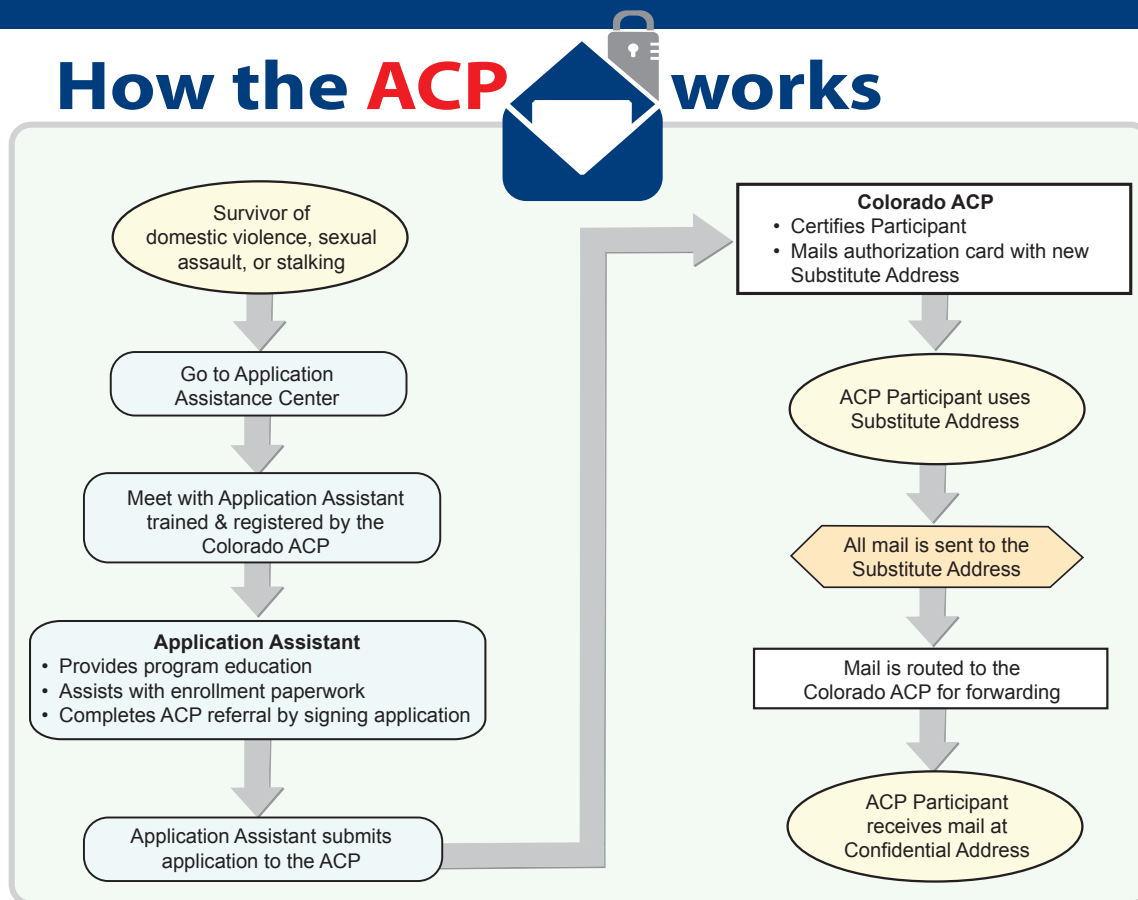 How the ACP works
Survivor of
domestic violence, sexual
assault, or stalking
Go to Application
Assistance Center
Meet with Application Assistant
trained & registered by the
Colorado ACP
Application Assistant
• Provides program education
• Assists with enrollment paperwork
• Completes ACP referral by signing application
Application Assistant submits
application to the ACP
Colorado ACP
• Certifies Participant
• Mails authorization card with new
Substitute Address
ACP Participant uses
Substitute Address
All mail is sent to the
Substitute Address
Mail is routed to the
Colorado ACP for forwarding
ACP Participant
receives mail at
Confidential Address